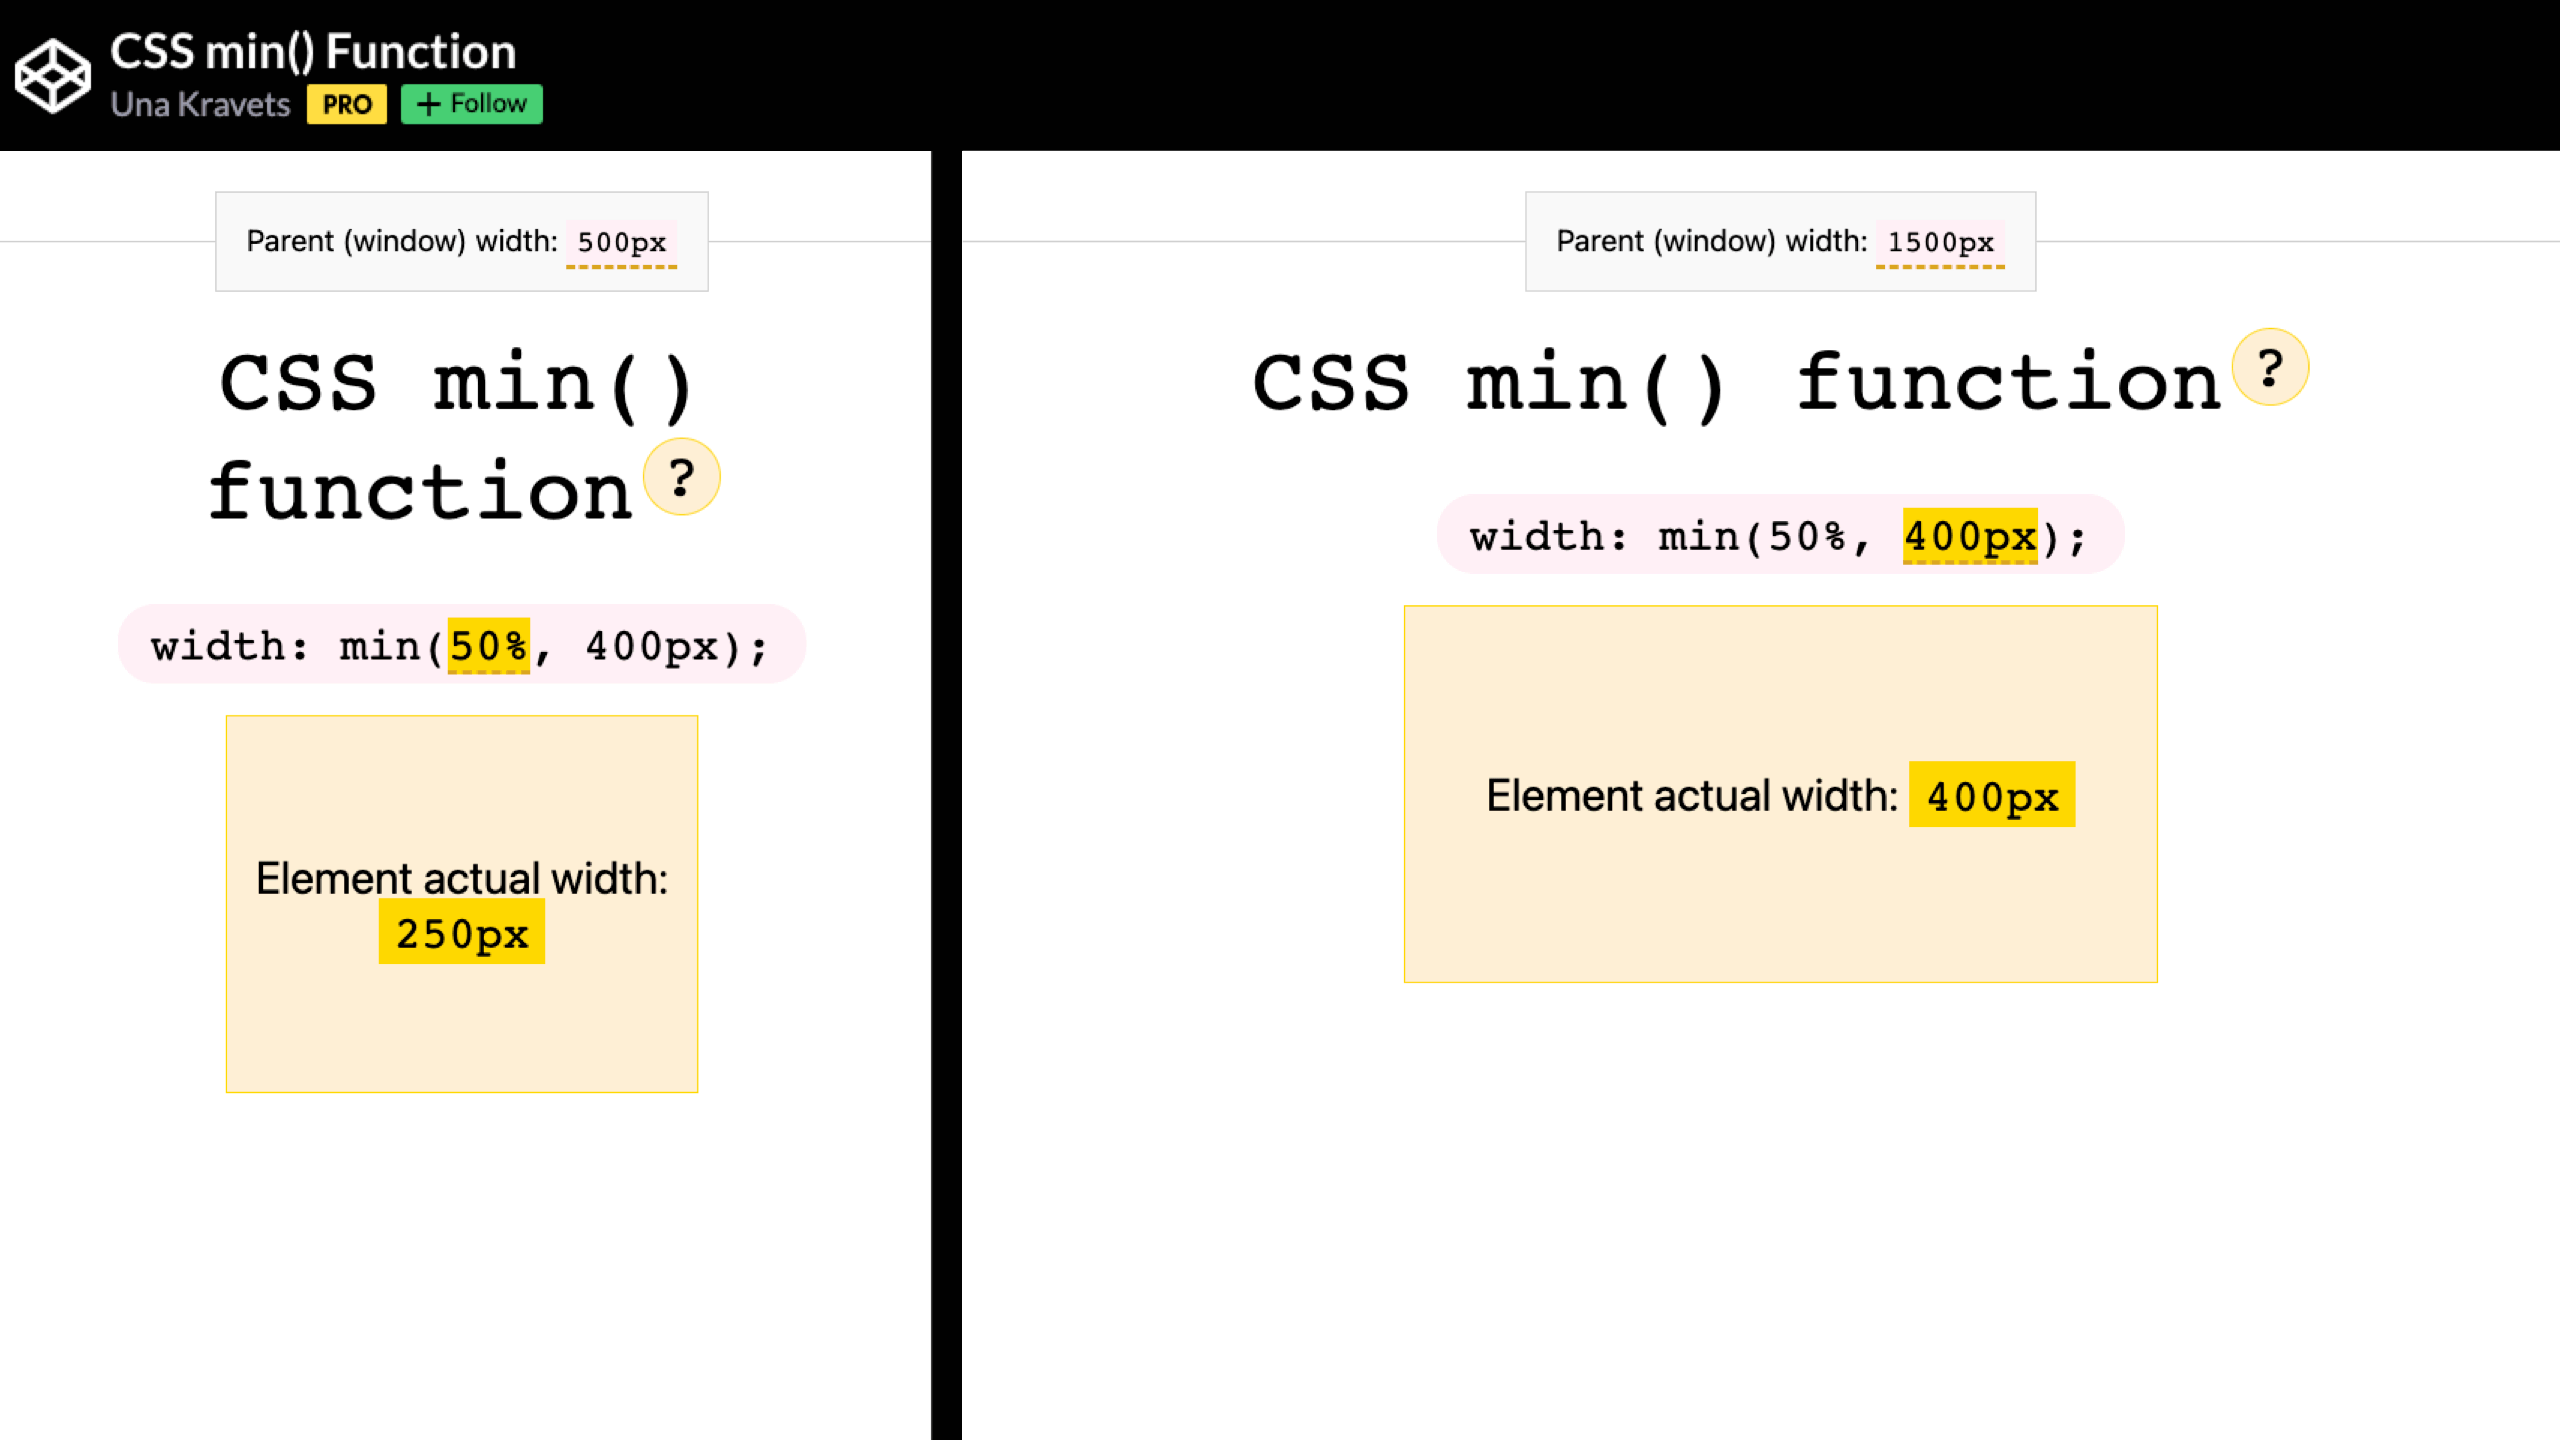 CSS min() Function
Una Kravets PRO + Follow
Parent (window) width: 500px
CSS min()
function ?
width: min(50%, 400px);
Element actual width:
250px
Parent (window) width: 1500px
CSS min() function ?
width: min(50%, 400px);
Element actual width: 400px